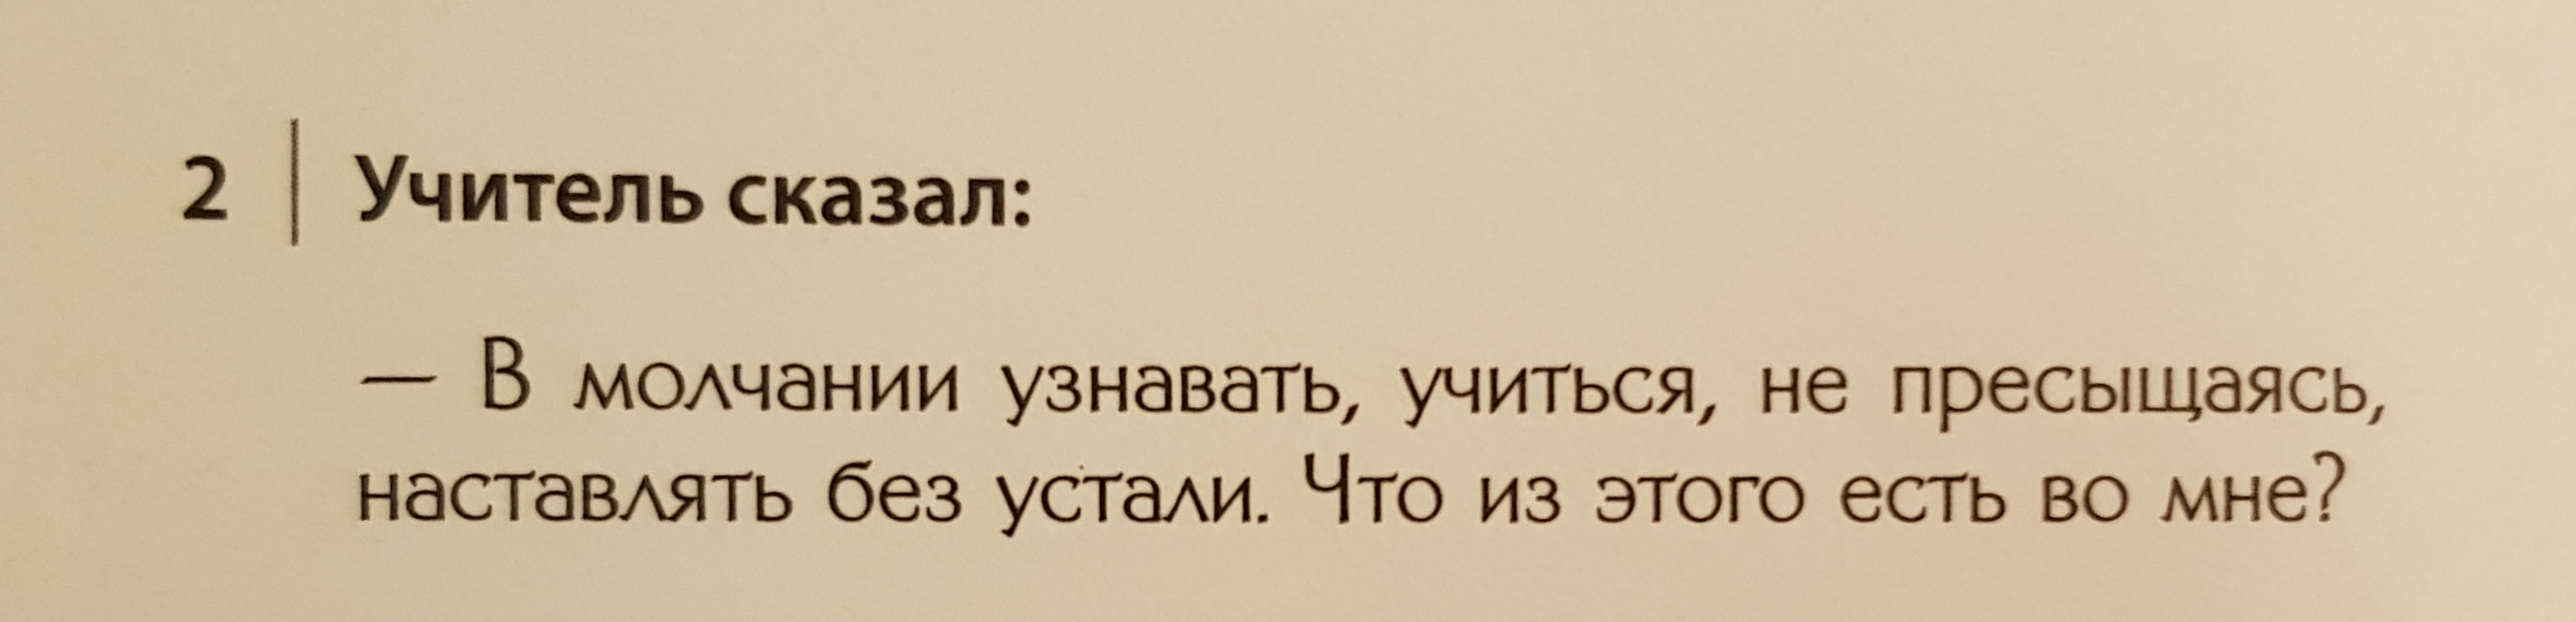 2 | Учитель сказал:
— В молчании узнавать, учиться, не пресыщаясь,
наставлять без устали. Что из этого есть во мне?